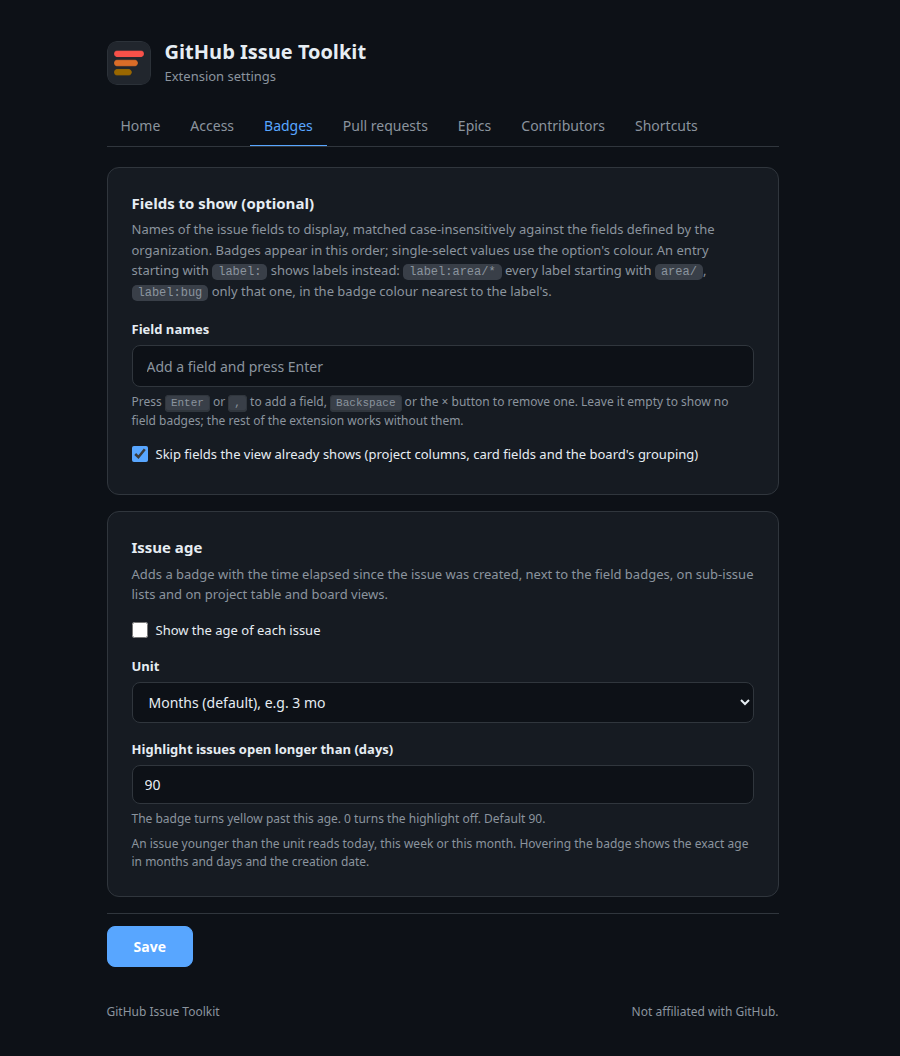 GitHub Issue Toolkit
Extension settings
Home Access Badges Pull requests Epics Contributors Shortcuts
Fields to show (optional)
Names of the issue fields to display, matched case-insensitively against the fields defined by the
organization. Badges appear in this order; single-select values use the option's colour. An entry
starting with label: shows labels instead: label:area/* every label starting with area/,
label:bug only that one, in the badge colour nearest to the label's.
Field names
Add a field and press Enter
Press Enter or , to add a field, Backspace or the × button to remove one. Leave it empty to show no
field badges; the rest of the extension works without them.
Skip fields the view already shows (project columns, card fields and the board's grouping)
Issue age
Adds a badge with the time elapsed since the issue was created, next to the field badges, on sub-issue
lists and on project table and board views.
Show the age of each issue
Unit
Months (default), e.g. 3 mo
Highlight issues open longer than (days)
90
The badge turns yellow past this age. 0 turns the highlight off. Default 90.
An issue younger than the unit reads today, this week or this month. Hovering the badge shows the exact age
in months and days and the creation date.
Save
GitHub Issue Toolkit
Not affiliated with GitHub.